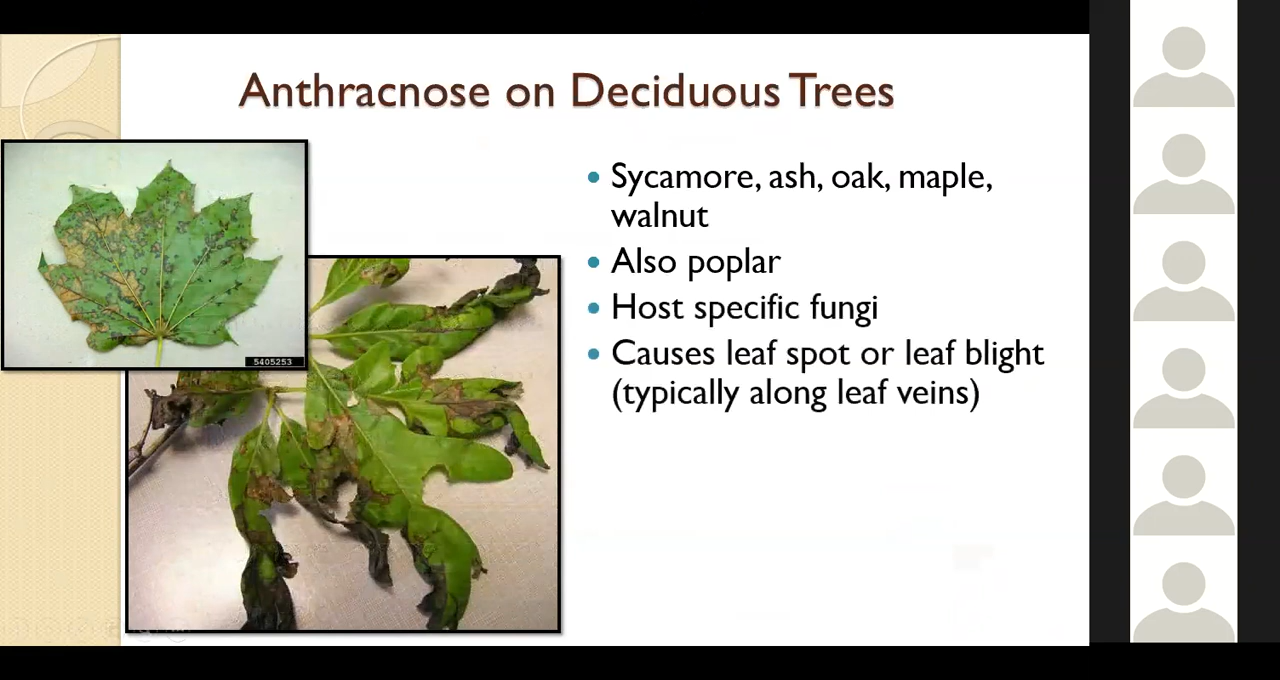 Anthracnose on Deciduous Trees
Sycamore, ash, oak, maple,
walnut
Also poplar
Host specific fungi
Causes leaf spot or leaf blight
(typically along leaf veins)
5405253